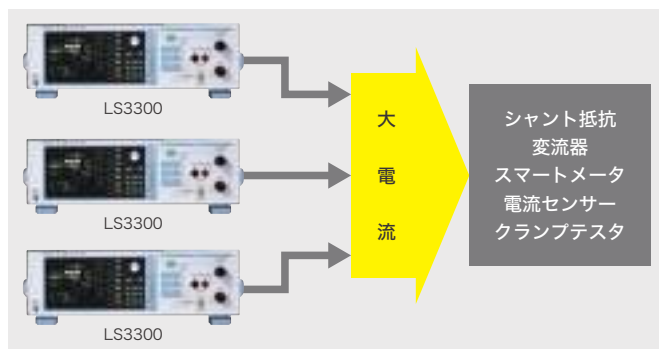 LS3300
LS3300
LS3300
大
電
流
シャント抵抗
変流器
スマートメータ
電流センサー
クランプテスタ